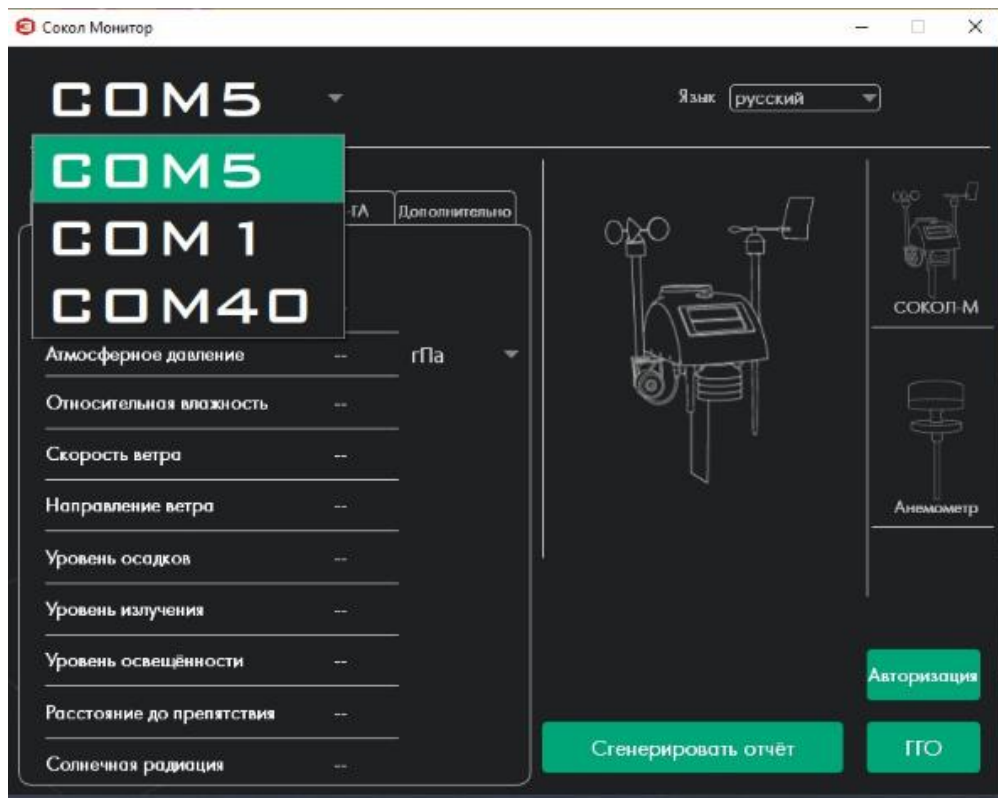 Сокол Монитор
COM5
Язык русский
COM5
COM1
COM40
-ГА Дополнительно
СОКОЛ-М
Атмосферное давление -- гПа
Относительная влажность --
Скорость ветра --
Направление ветра --
Анемометр
Уровень осадков --
Уровень излучения --
Уровень освещённости --
Авторизация
Расстояние до препятствия --
Сгенерировать отчёт ГГО
Солнечная радиация --